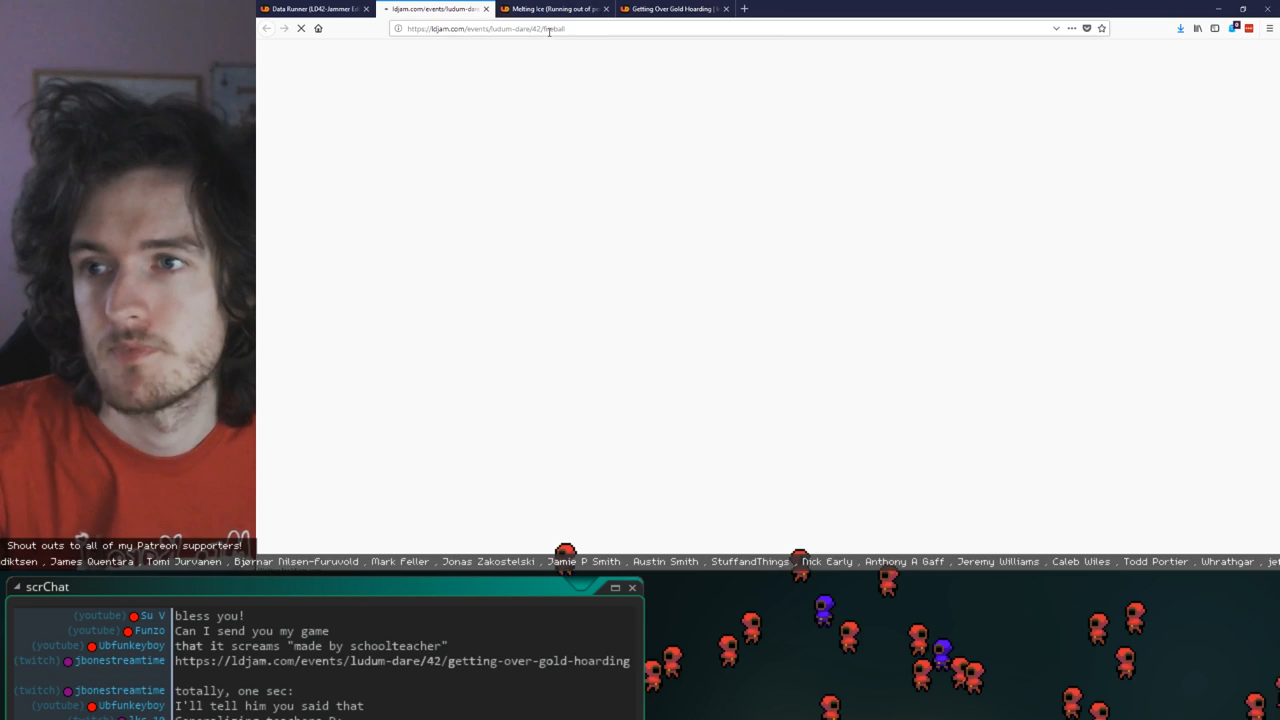 Data Runner (LD42-Jammer Ed
ldjam.com/events/ludum-dar
Melting Ice (Running out of po
Getting Over Gold Hoarding |
https://ldjam.com/events/ludum-dare/42/fireball
Shout outs to all of my Patreon supporters!
diktsen , James Quentara , Tomi Jurvanen , Bjørnar Nilsen-Furuvold , Mark Feller , Jonas Zakostelski , Jamie P Smith , Austin Smith , StuffandThings , Nick Early , Anthony A Gaff , Jeremy Williams , Caleb Wiles , Todd Portier , Whrathgar , je
scrChat
(youtube) Su V bless you!
(youtube) Funzo Can I send you my game
(youtube) Ubfunkeyboy that it screams "made by schoolteacher"
(twitch) jbonestreamtime https://ldjam.com/events/ludum-dare/42/getting-over-gold-hoarding
(twitch) jbonestreamtime totally, one sec:
(youtube) Ubfunkeyboy I'll tell him you said that